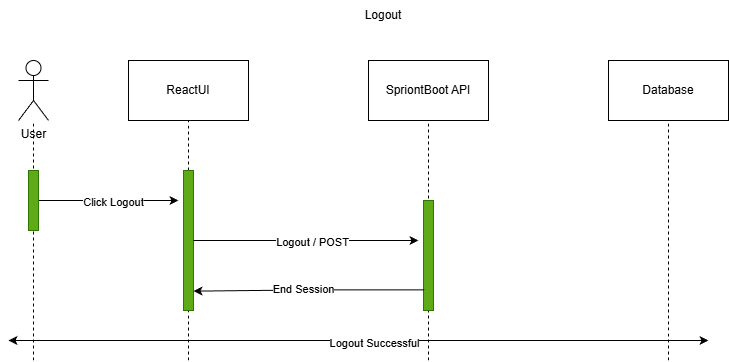 Logout
ReactUI
SpriontBoot API
Database
User
Click Logout
Logout / POST
End Session
Logout Successful